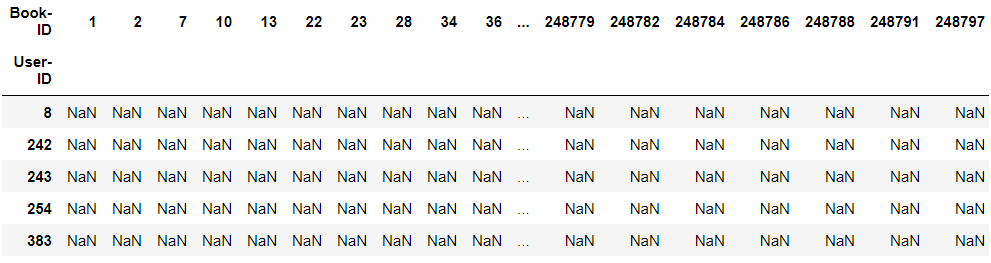 Book-
ID 1 2 7 10 13 22 23 28 34 36 ... 248779 248782 248784 248786 248788 248791 248797
User-
ID
8 NaN NaN NaN NaN NaN NaN NaN NaN NaN NaN ... NaN NaN NaN NaN NaN NaN NaN
242 NaN NaN NaN NaN NaN NaN NaN NaN NaN NaN ... NaN NaN NaN NaN NaN NaN NaN
243 NaN NaN NaN NaN NaN NaN NaN NaN NaN NaN ... NaN NaN NaN NaN NaN NaN NaN
254 NaN NaN NaN NaN NaN NaN NaN NaN NaN NaN ... NaN NaN NaN NaN NaN NaN NaN
383 NaN NaN NaN NaN NaN NaN NaN NaN NaN NaN ... NaN NaN NaN NaN NaN NaN NaN